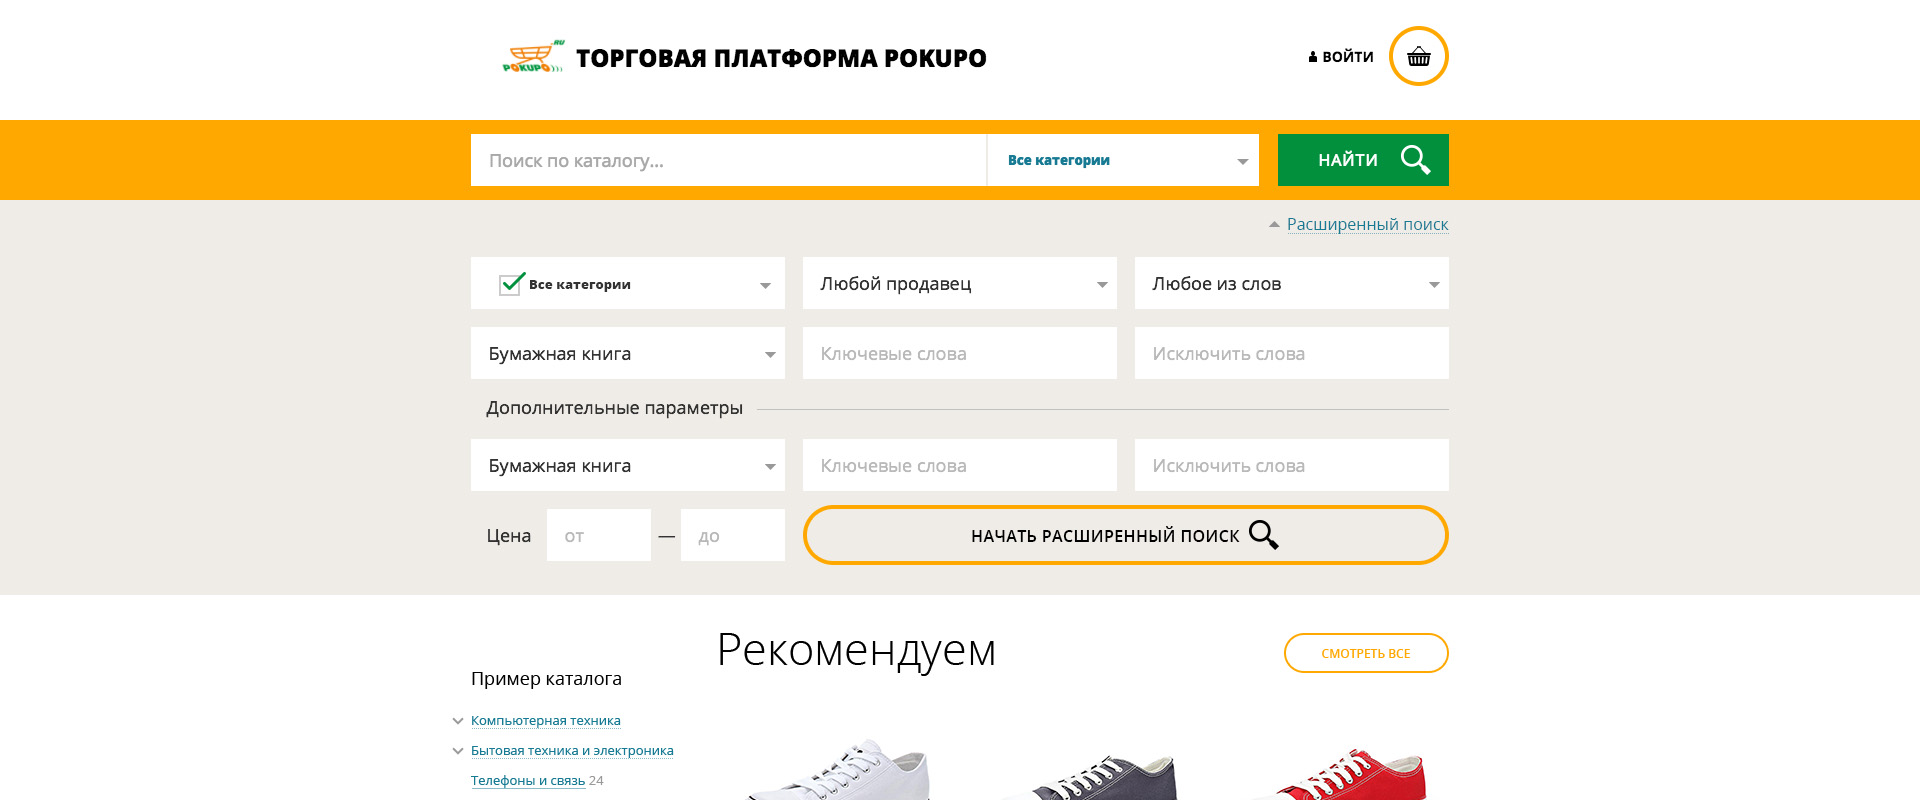 .RU
POKUPO
ТОРГОВАЯ ПЛАТФОРМА POKUPO
ВОЙТИ
Поиск по каталогу...
Все категории
НАЙТИ
Расширенный поиск
Все категории
Любой продавец
Любое из слов
Бумажная книга
Ключевые слова
Исключить слова
Дополнительные параметры
Бумажная книга
Ключевые слова
Исключить слова
Цена
от
—
до
НАЧАТЬ РАСШИРЕННЫЙ ПОИСК
Рекомендуем
СМОТРЕТЬ ВСЕ
Пример каталога
Компьютерная техника
Бытовая техника и электроника
Телефоны и связь 24